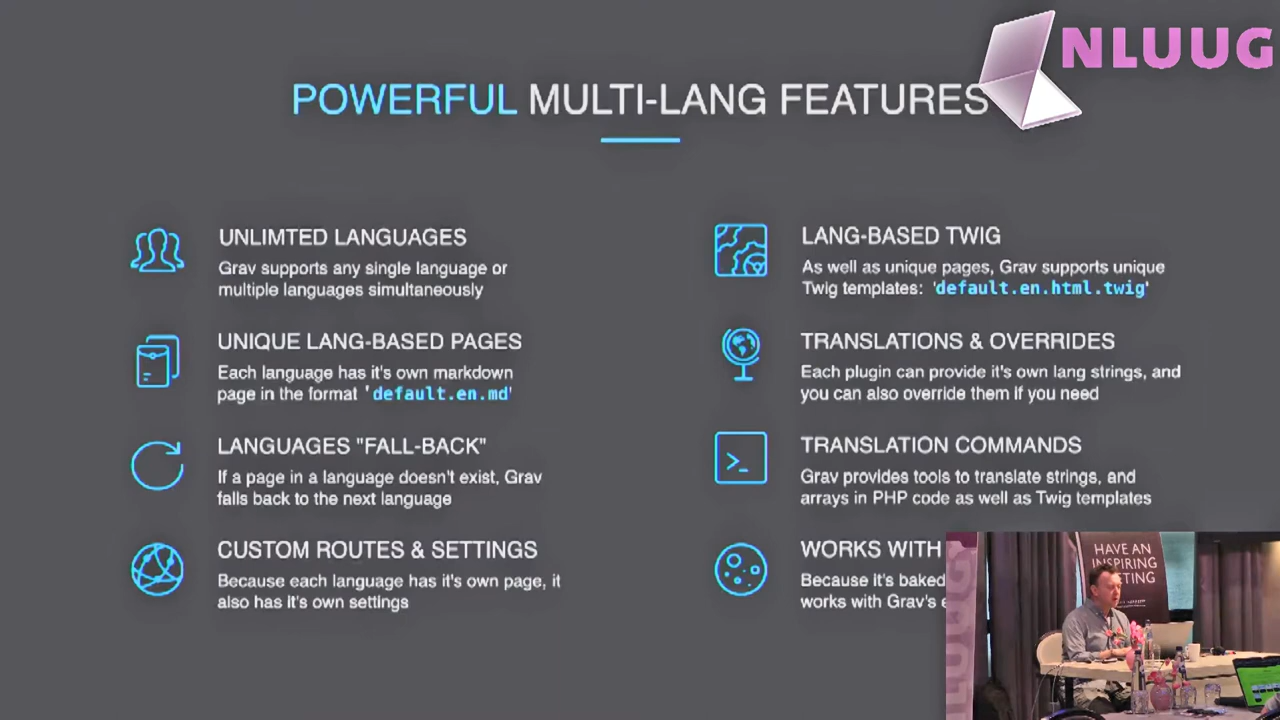 NLUUG
POWERFUL MULTI-LANG FEATURES
UNLIMTED LANGUAGES
Grav supports any single language or
multiple languages simultaneously
UNIQUE LANG-BASED PAGES
Each language has it's own markdown
page in the format 'default.en.md'
LANGUAGES "FALL-BACK"
If a page in a language doesn't exist, Grav
falls back to the next language
CUSTOM ROUTES & SETTINGS
Because each language has it's own page, it
also has it's own settings
LANG-BASED TWIG
As well as unique pages, Grav supports unique
Twig templates: 'default.en.html.twig'
TRANSLATIONS & OVERRIDES
Each plugin can provide it's own lang strings, and
you can also override them if you need
TRANSLATION COMMANDS
Grav provides tools to translate strings, and
arrays in PHP code as well as Twig templates
WORKS WITH
Because it's baked
works with Grav's
HAVE AN
INSPIRING